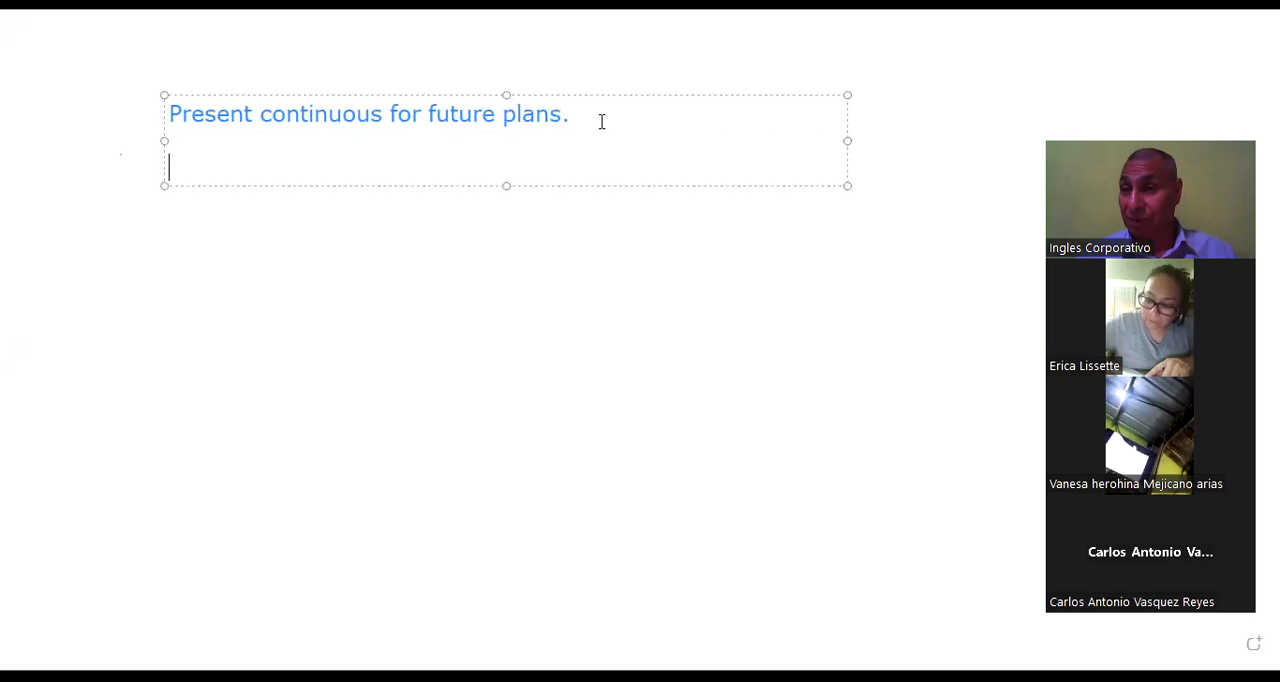 Present continuous for future plans.
Ingles Corporativo
Erica Lissette
Vanesa herohina Mejicano arias
Carlos Antonio Va...
Carlos Antonio Vasquez Reyes